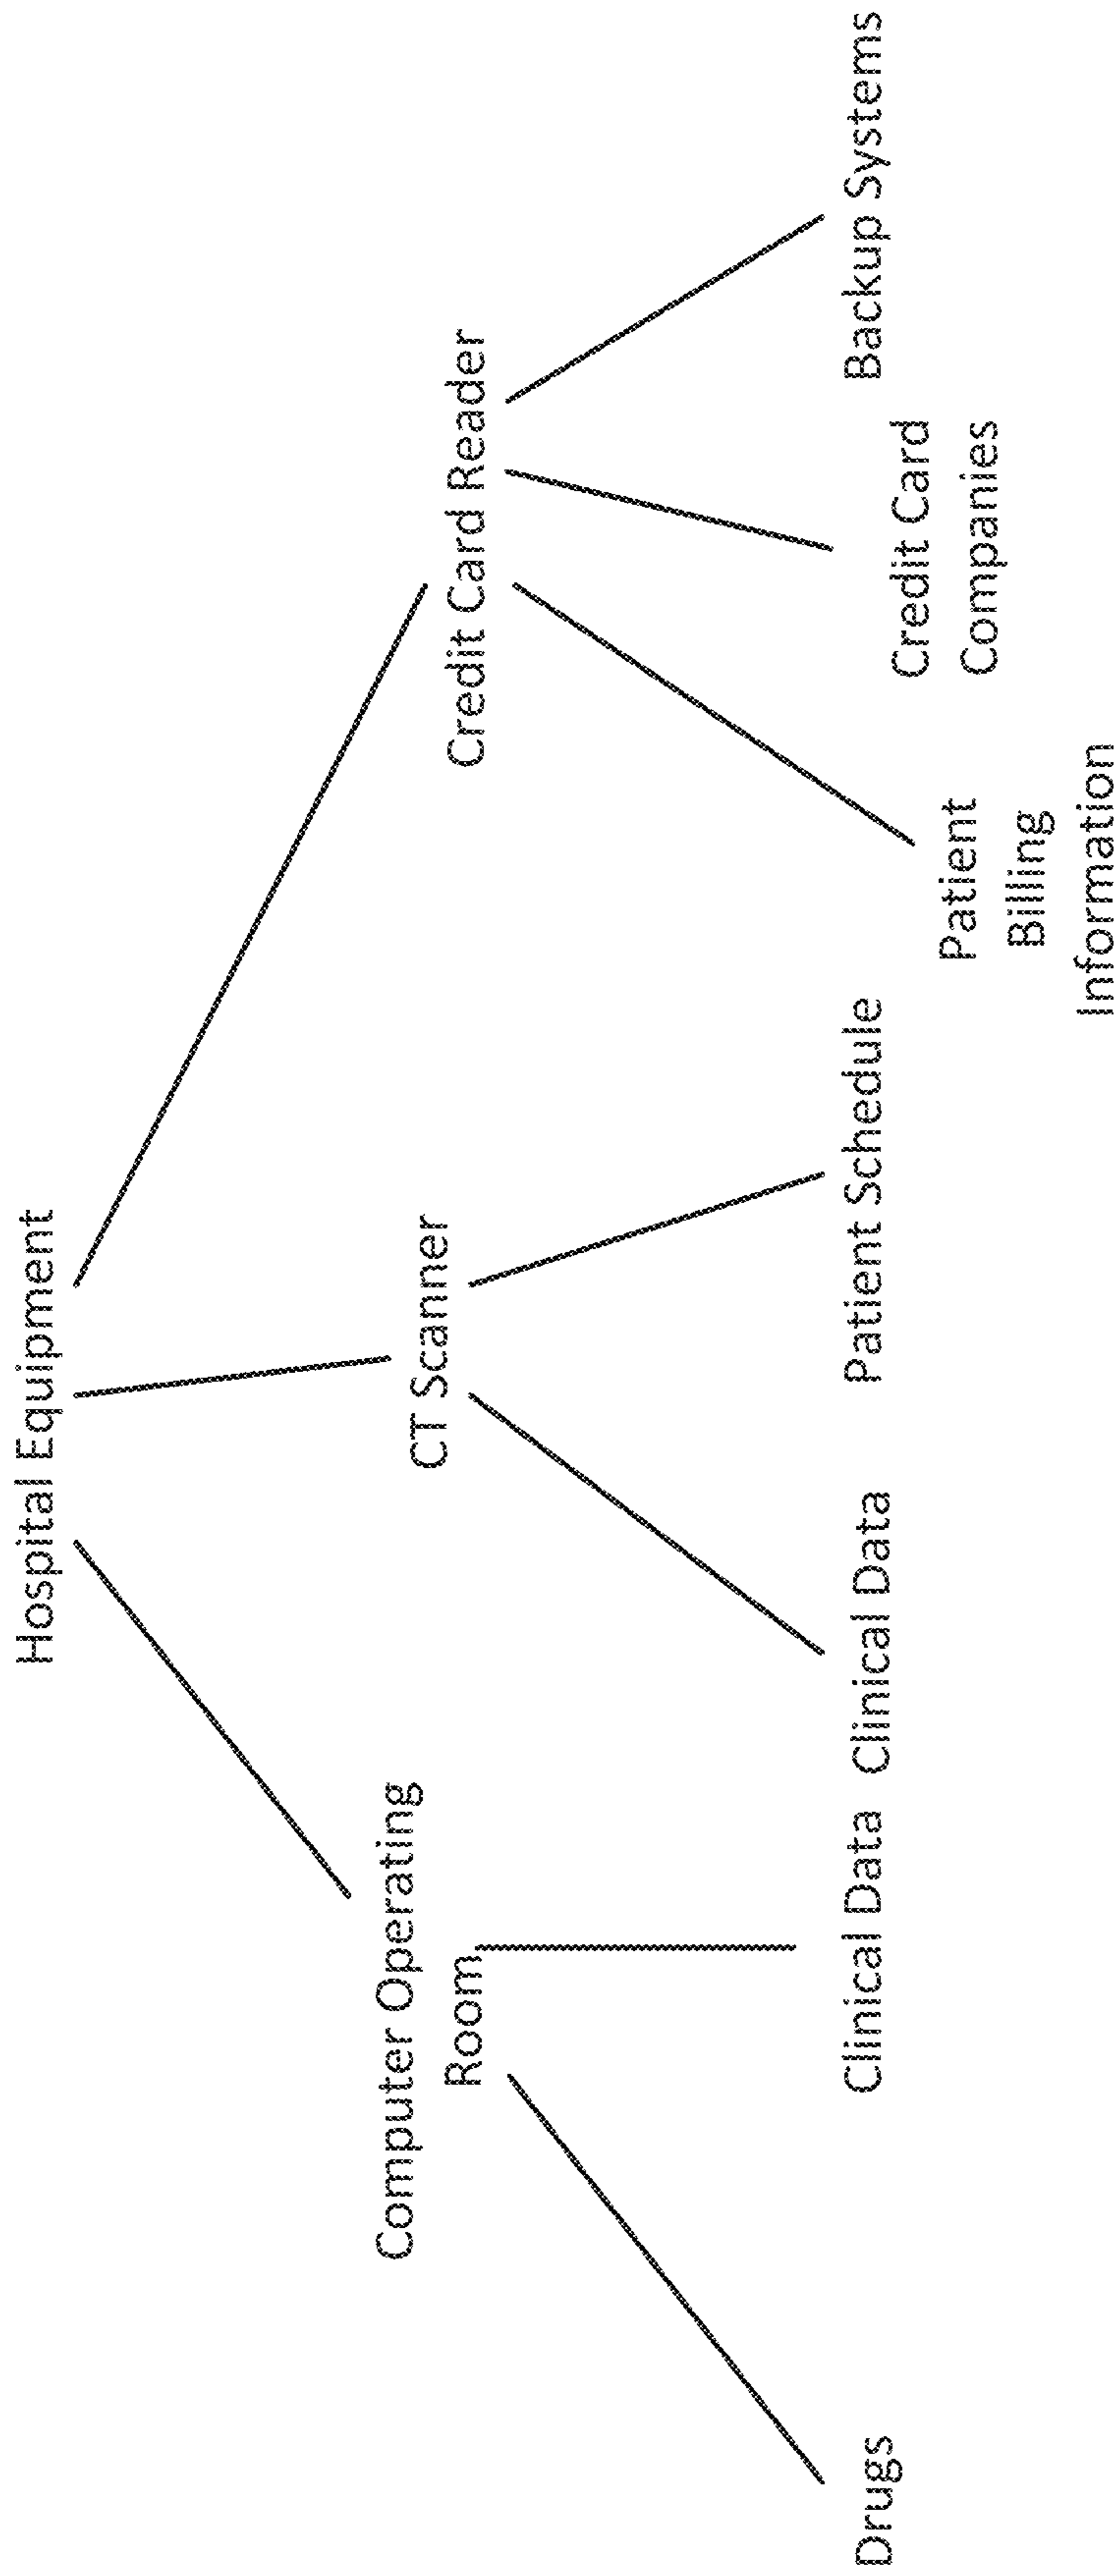 Hospital Equipment
Computer Operating
Room
CT Scanner
Credit Card Reader
Drugs
Clinical Data
Clinical Data
Patient Schedule
Patient
Billing
Information
Credit Card
Companies
Backup Systems